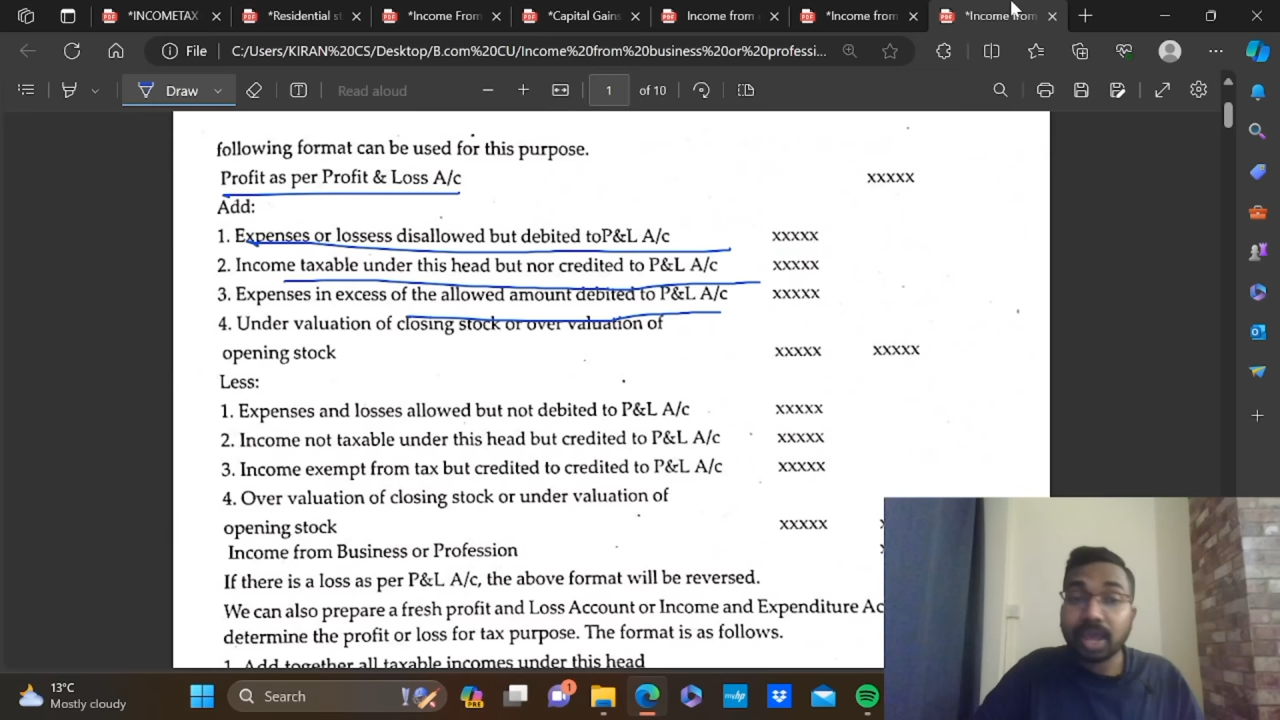 *INCOMETAX
*Residential st
*Income From
*Capital Gains
Income from
*Income from
*Income from
File
C:/Users/KIRAN%20CS/Desktop/B.com%20CU/Income%20from%20business%20or%20professi...
Draw
Read aloud
1
of 10
following format can be used for this purpose.
Profit as per Profit & Loss A/c xxxxx
Add:
1. Expenses or lossess disallowed but debited toP&L A/c xxxxx
2. Income taxable under this head but nor credited to P&L A/c xxxxx
3. Expenses in excess of the allowed amount debited to P&L A/c xxxxx
4. Under valuation of closing stock or over valuation of
opening stock xxxxx xxxxx
Less:
1. Expenses and losses allowed but not debited to P&L A/c xxxxx
2. Income not taxable under this head but credited to P&L A/c xxxxx
3. Income exempt from tax but credited to credited to P&L A/c xxxxx
4. Over valuation of closing stock or under valuation of
opening stock xxxxx
Income from Business or Profession
If there is a loss as per P&L A/c, the above format will be reversed.
We can also prepare a fresh profit and Loss Account or Income and Expenditure Ac
determine the profit or loss for tax purpose. The format is as follows.
1. Add together all taxable incomes under this head
13°C
Mostly cloudy
Search
PRE
1
myhp